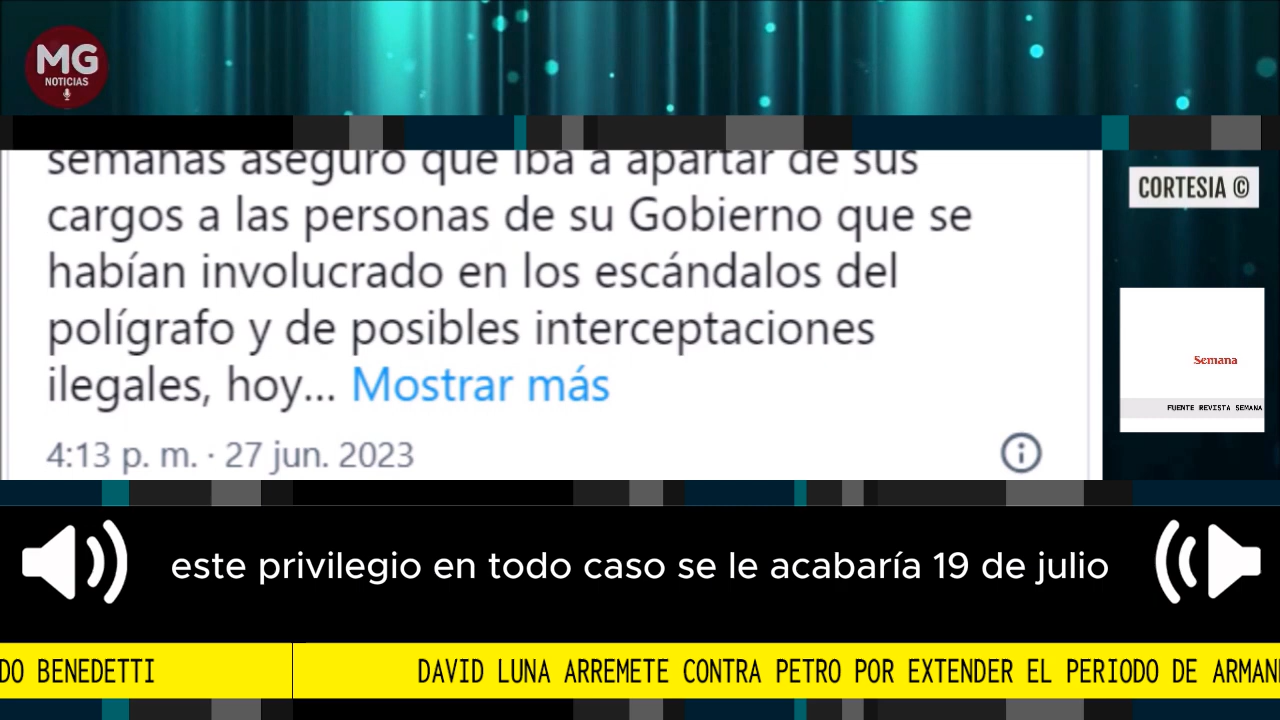 MG
NOTICIAS
semanas aseguró que iba a apartar de sus
cargos a las personas de su Gobierno que se
habían involucrado en los escándalos del
polígrafo y de posibles interceptaciones
ilegales, hoy... Mostrar más
4:13 p. m. · 27 jun. 2023
CORTESIA ©
Semana
FUENTE REVISTA SEMANA
este privilegio en todo caso se le acabaría 19 de julio
DO BENEDETTI DAVID LUNA ARREMETE CONTRA PETRO POR EXTENDER EL PERIODO DE ARMAN